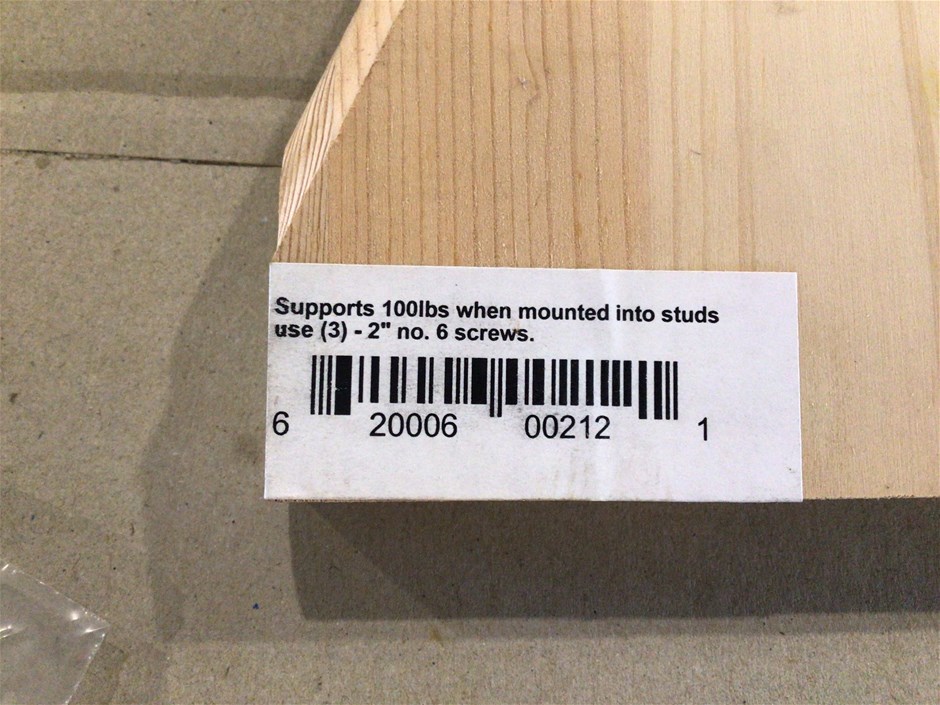 Supports 100lbs when mounted into studs
use (3) - 2" no. 6 screws.
6 20006 00212 1